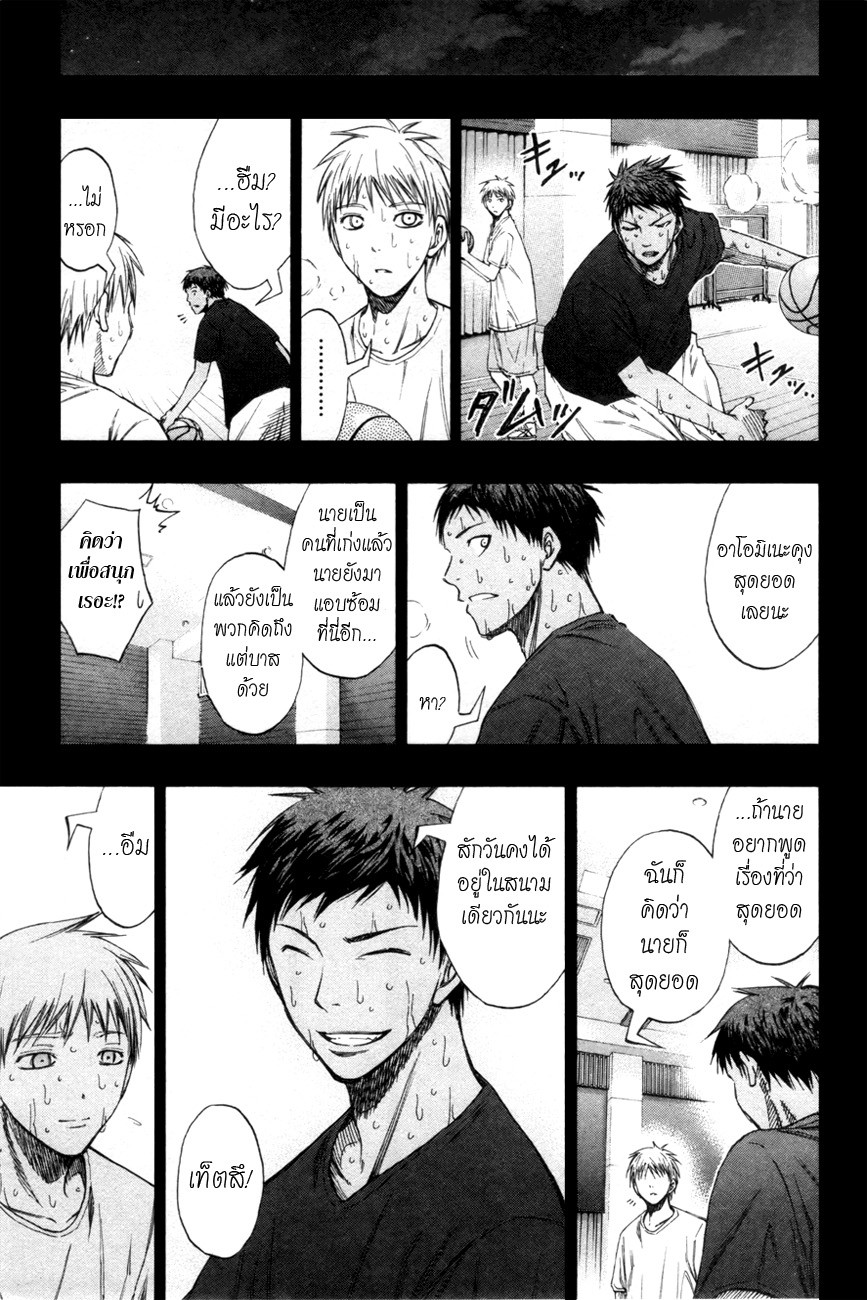 キュッ
キュッ..
ダムッ
………
...ฮืม?
มีอะไร?
...ไม่
หรอก
อาโอมิเนะคุง
สุดยอด
เลยนะ
หา?
นายเป็น
คนที่เก่งแล้ว
นายยังมา
แอบซ้อม
ที่นี่อีก...
แล้วยังเป็น
พวกคิดถึง
แต่บาส
ด้วย
คิดว่า
เพื่อสนุก
เรอะ!?
...ถ้านาย
อยากพูด
เรื่องที่ว่า
สุดยอด
ฉันก็
คิดว่า
นายก็
สุดยอด
สักวันคงได้
อยู่ในสนาม
เดียวกันนะ
เท็ตสึ!
...อืม